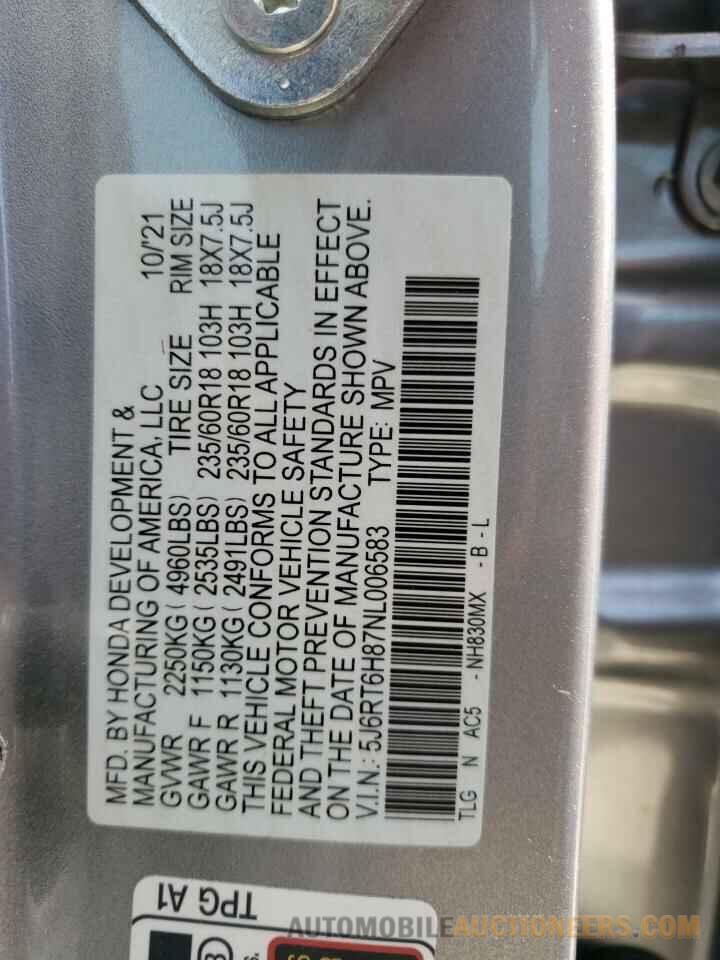 MFD. BY HONDA DEVELOPMENT &
MANUFACTURING OF AMERICA, LLC 10/'21
GVWR 2250KG ( 4960LBS) TIRE SIZE RIM SIZE
GAWR F 1150KG ( 2535LBS) 235/60R18 103H 18X7.5J
GAWR R 1130KG ( 2491LBS) 235/60R18 103H 18X7.5J
THIS VEHICLE CONFORMS TO ALL APPLICABLE
FEDERAL MOTOR VEHICLE SAFETY
AND THEFT PREVENTION STANDARDS IN EFFECT
ON THE DATE OF MANUFACTURE SHOWN ABOVE.
V.I.N.: 5J6RT6H87NL006583 TYPE: MPV
TLG N AC5 -NH830MX -B-L
TPG A1
AUTOMOBILEAUCTIONEERS.COM